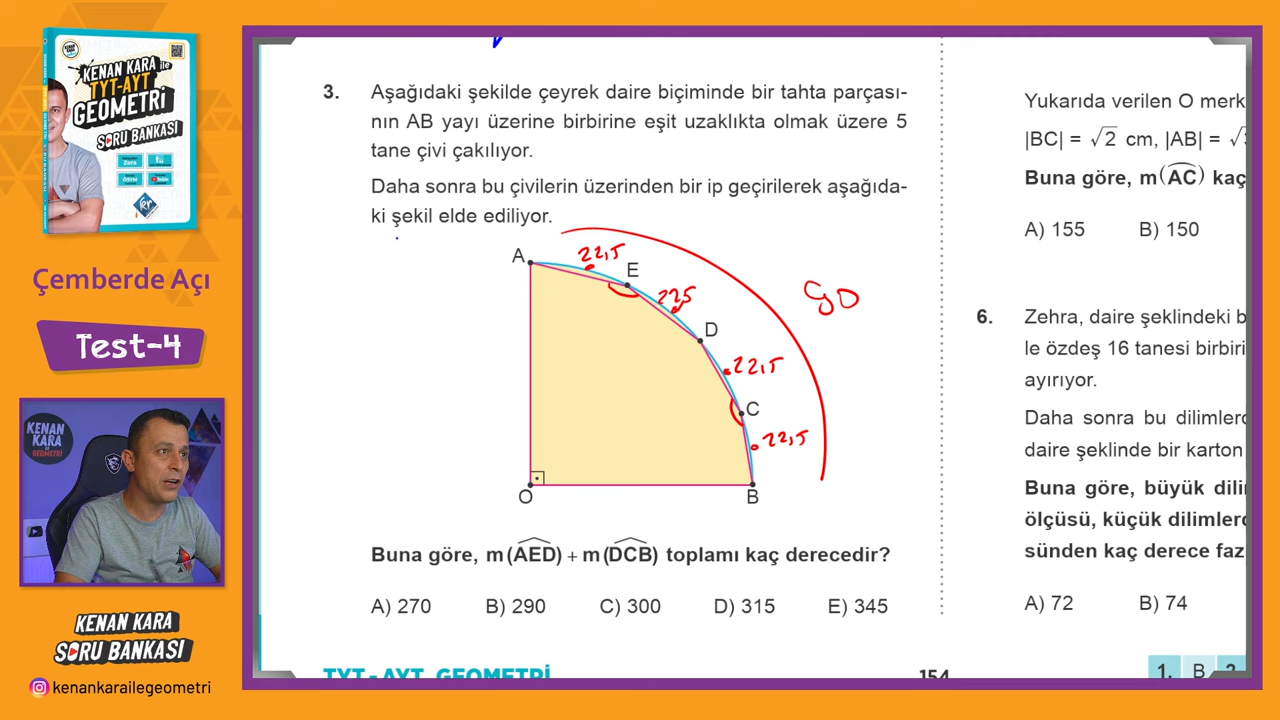 KENAN KARA ile
TYT-AYT
GEOMETRİ
SORU BANKASI
Çemberde Açı
Test-4
KENAN
KARA
GEOMETRİ
KENAN KARA
SORU BANKASI
kenankarailegeometri
3. Aşağıdaki şekilde çeyrek daire biçiminde bir tahta parçası-
nın AB yayı üzerine birbirine eşit uzaklıkta olmak üzere 5
tane çivi çakılıyor.
Daha sonra bu çivilerin üzerinden bir ip geçirilerek aşağıda-
ki şekil elde ediliyor.
A
22,5
E
225
90
D
22,5
C
22,5
O
B
Buna göre, m(AED) + m(DCB) toplamı kaç derecedir?
A) 270 B) 290 C) 300 D) 315 E) 345
TYT - AYT GEOMETRİ
154
Yukarıda verilen O merk
|BC| = √2 cm, |AB| = √
Buna göre, m(AC) kaç
A) 155 B) 150
6. Zehra, daire şeklindeki b
le özdeş 16 tanesi birbiri
ayırıyor.
Daha sonra bu dilimlerd
daire şeklinde bir karton
Buna göre, büyük dili
ölçüsü, küçük dilimlerd
sünden kaç derece faz
A) 72 B) 74
1. B 2